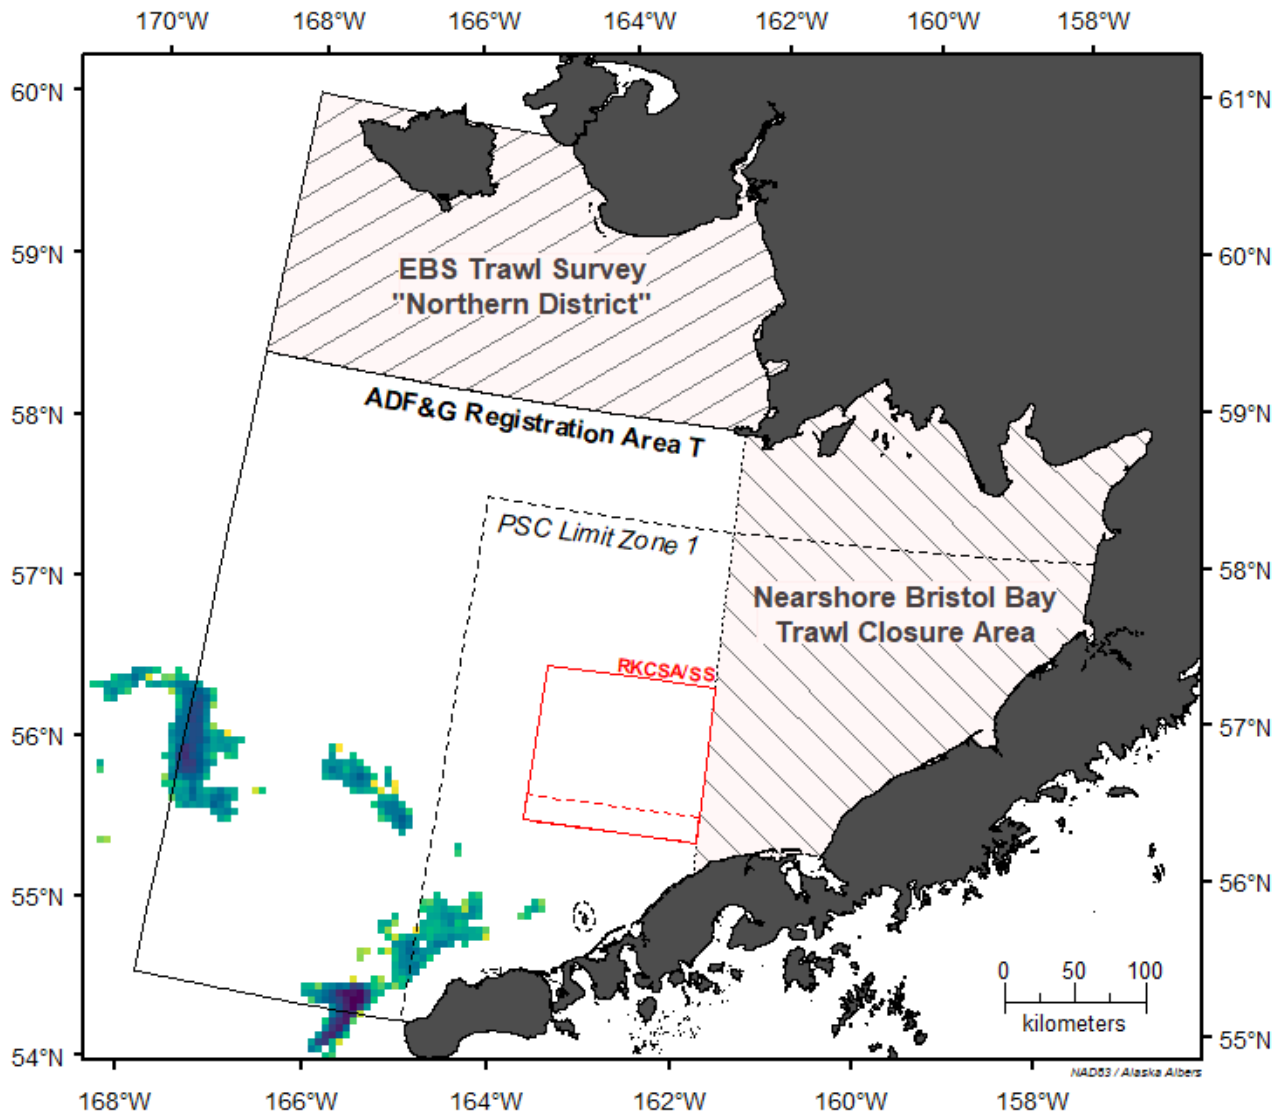 170°W 168°W 166°W 164°W 162°W 160°W 158°W
60°N
61°N
59°N
60°N
EBS Trawl Survey
"Northern District"
58°N
59°N
ADF&G Registration Area T
PSC Limit Zone 1
57°N
58°N
Nearshore Bristol Bay
Trawl Closure Area
RKCSA/SS
56°N
57°N
55°N
56°N
0 50 100
kilometers
54°N
55°N
NAD83 / Alaska Albers
168°W 166°W 164°W 162°W 160°W 158°W